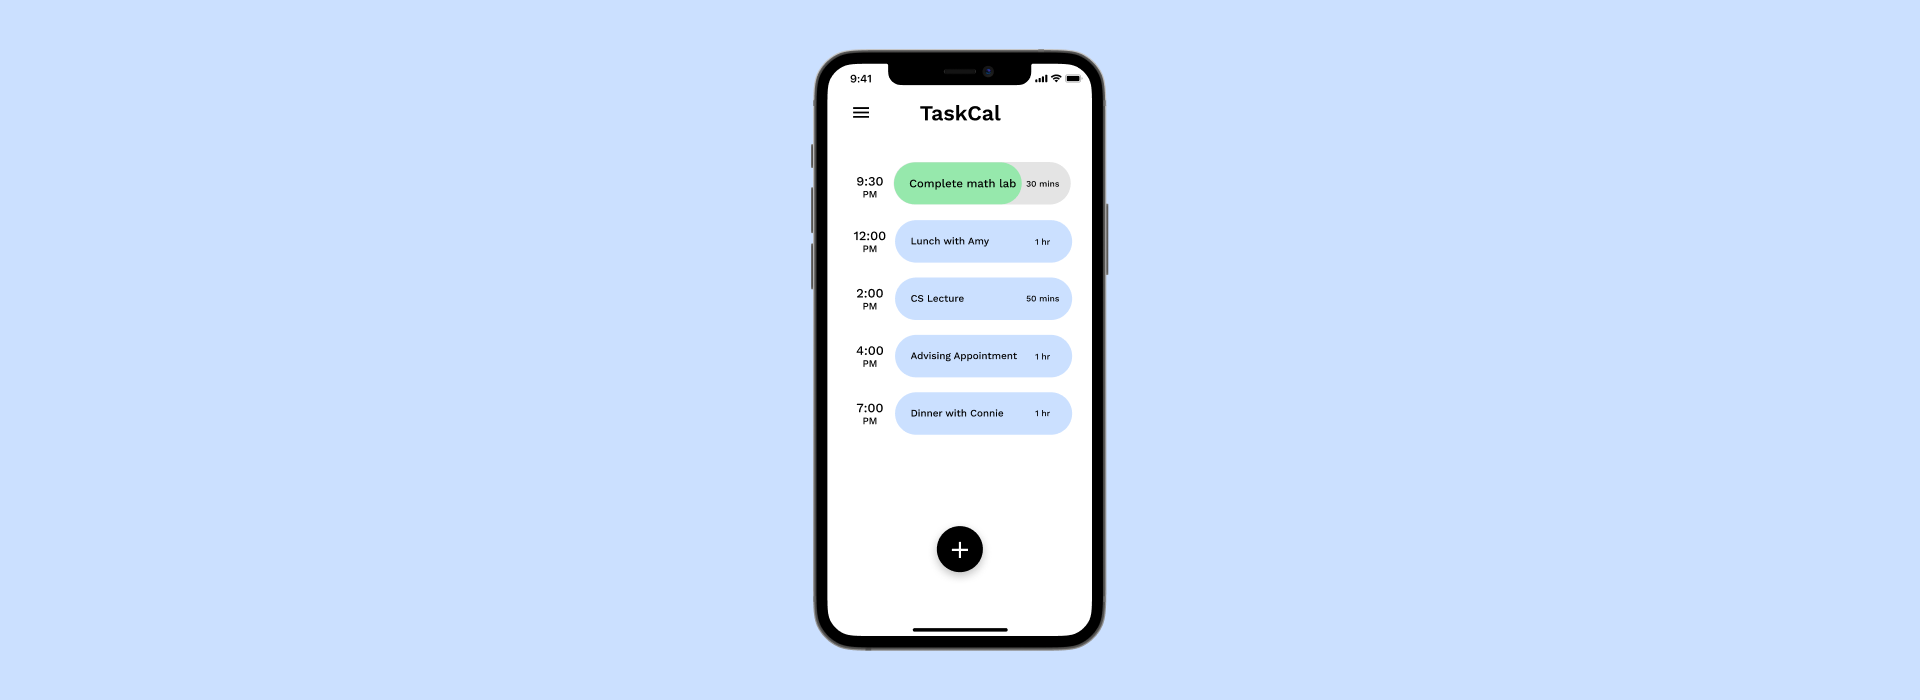 9:41
TaskCal
9:30
PM
Complete math lab
30 mins
12:00
PM
Lunch with Amy
1 hr
2:00
PM
CS Lecture
50 mins
4:00
PM
Advising Appointment
1 hr
7:00
PM
Dinner with Connie
1 hr